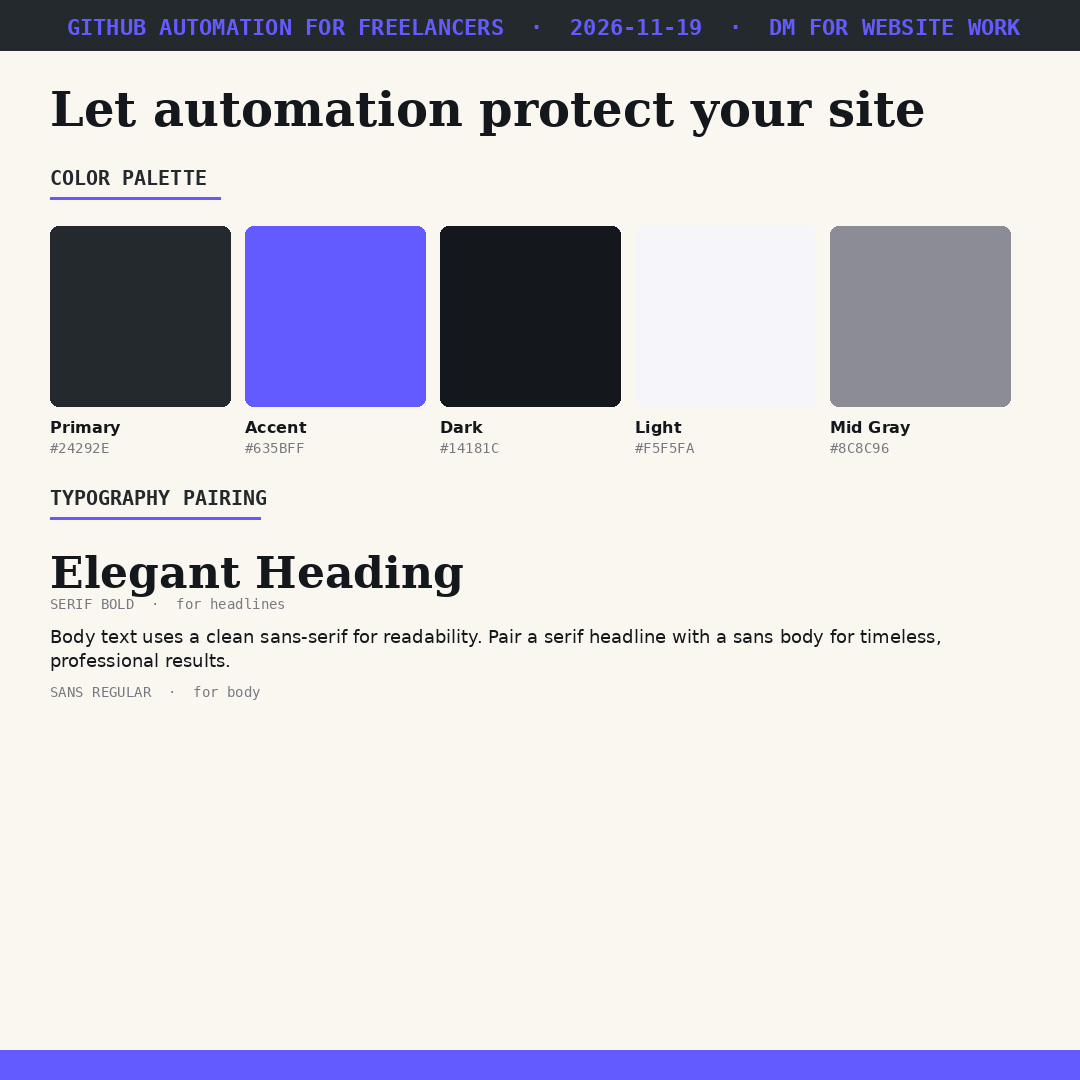 GITHUB AUTOMATION FOR FREELANCERS · 2026-11-19 · DM FOR WEBSITE WORK
Let automation protect your site
COLOR PALETTE
Primary
#24292E
Accent
#635BFF
Dark
#14181C
Light
#F5F5FA
Mid Gray
#8C8C96
TYPOGRAPHY PAIRING
Elegant Heading
SERIF BOLD · for headlines
Body text uses a clean sans-serif for readability. Pair a serif headline with a sans body for timeless,
professional results.
SANS REGULAR · for body